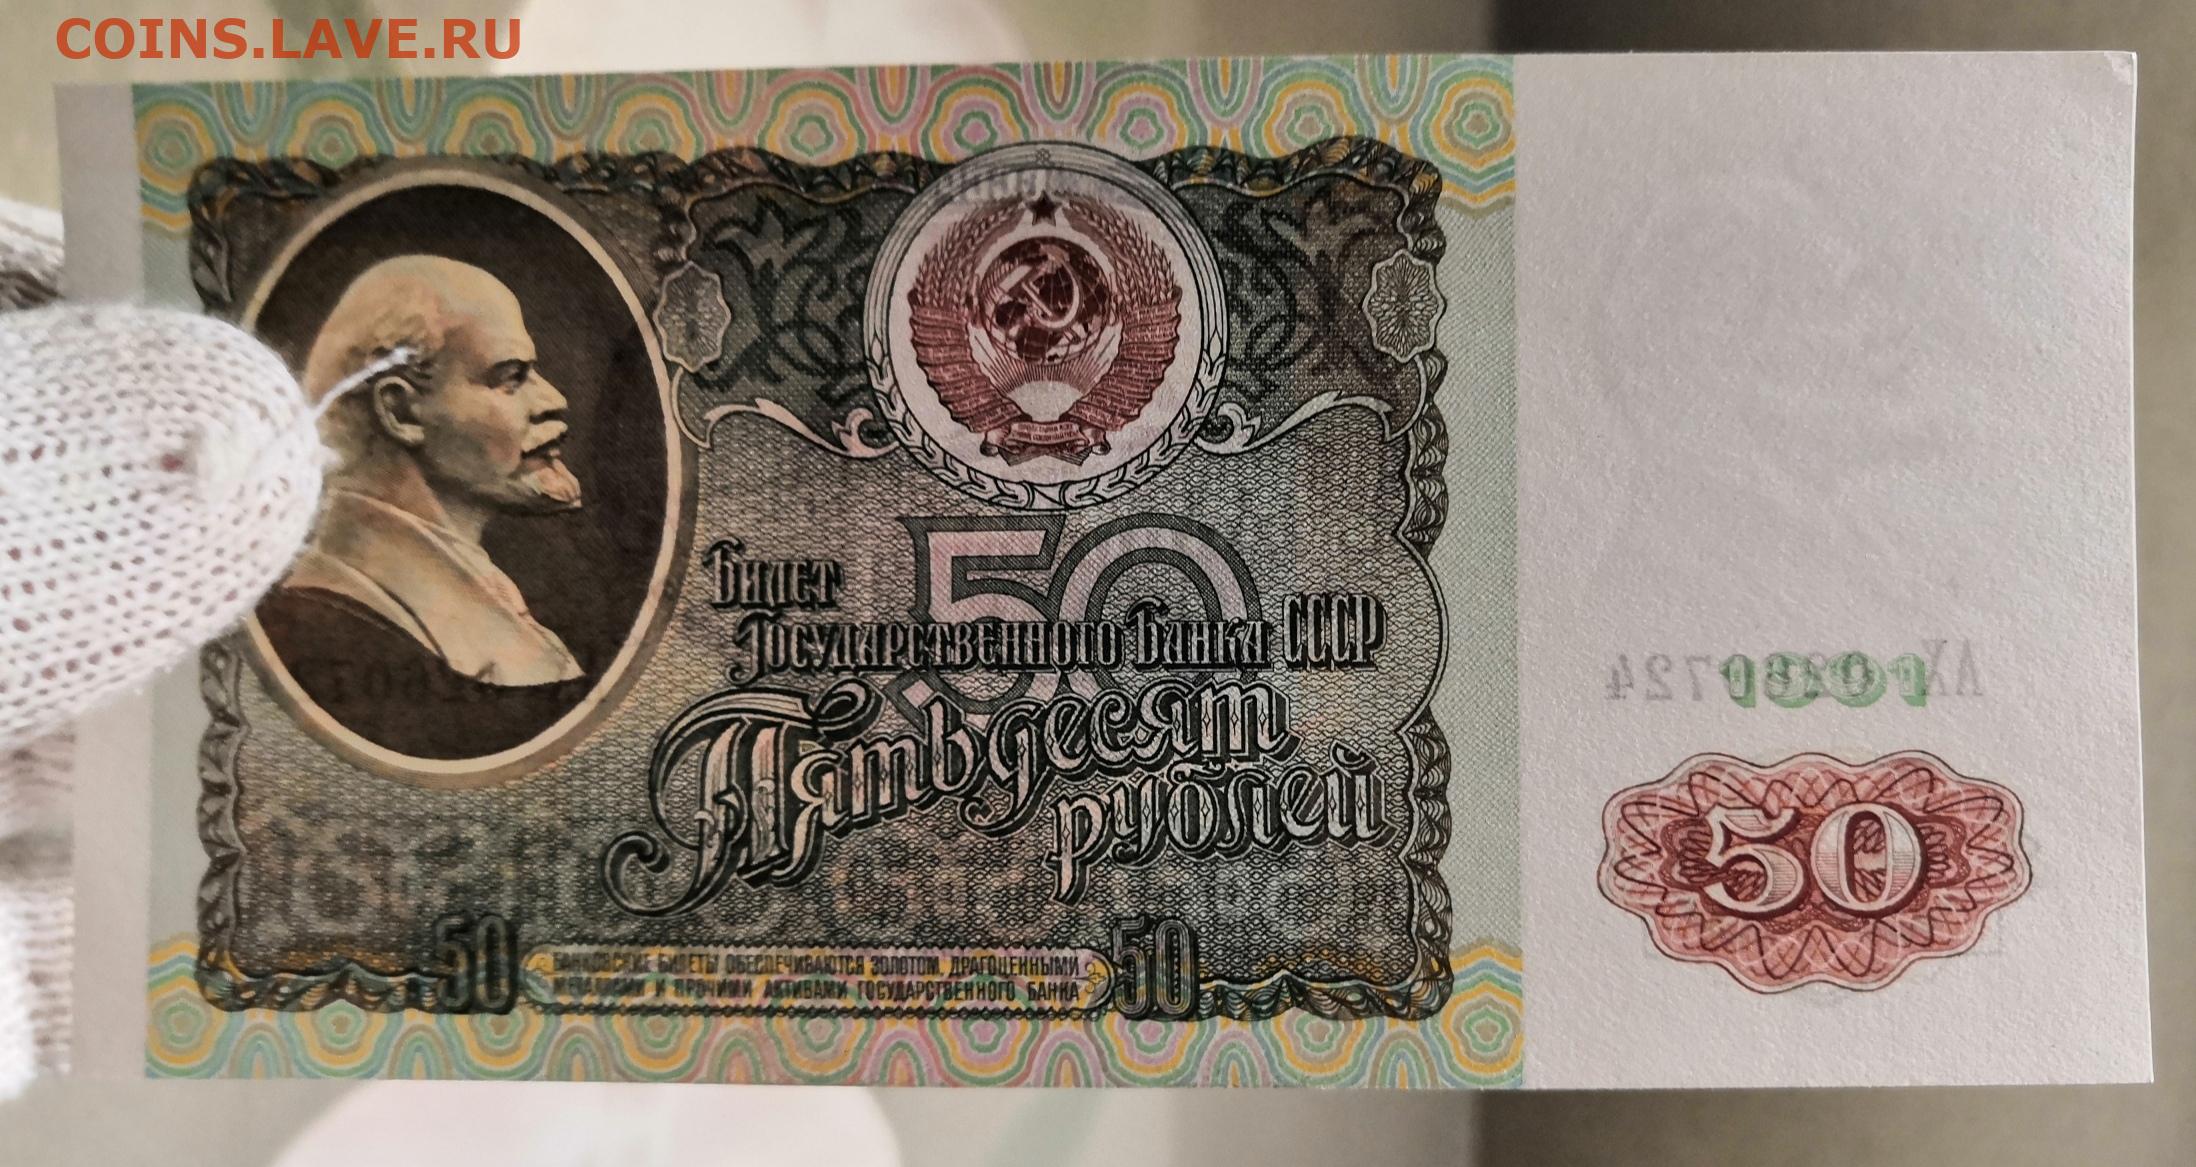 COINS.LAVE.RU
Билет
Государственного Банка СССР
50
Пятьдесят
рублей
50
БАНКОВСКИЕ БИЛЕТЫ ОБЕСПЕЧИВАЮТСЯ ЗОЛОТОМ, ДРАГОЦЕННЫМИ
МЕТАЛЛАМИ И ПРОЧИМИ АКТИВАМИ ГОСУДАРСТВЕННОГО БАНКА
50
1991
50